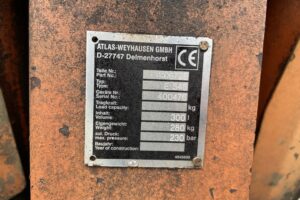 ATLAS-WEYHAUSEN GMBH
D-27747 Delmenhorst
CE
Teile Nr.:
Part No.:
Typ:
Type:
Geräte Nr.:
Serial No.:
Tragkraft:
Load capacity: kg
Inhalt:
Volume: 300 l
Eigengewicht:
Weight: 280 kg
zul. Druck:
max. pressure: 230 bar
Baujahr:
Year of construction: